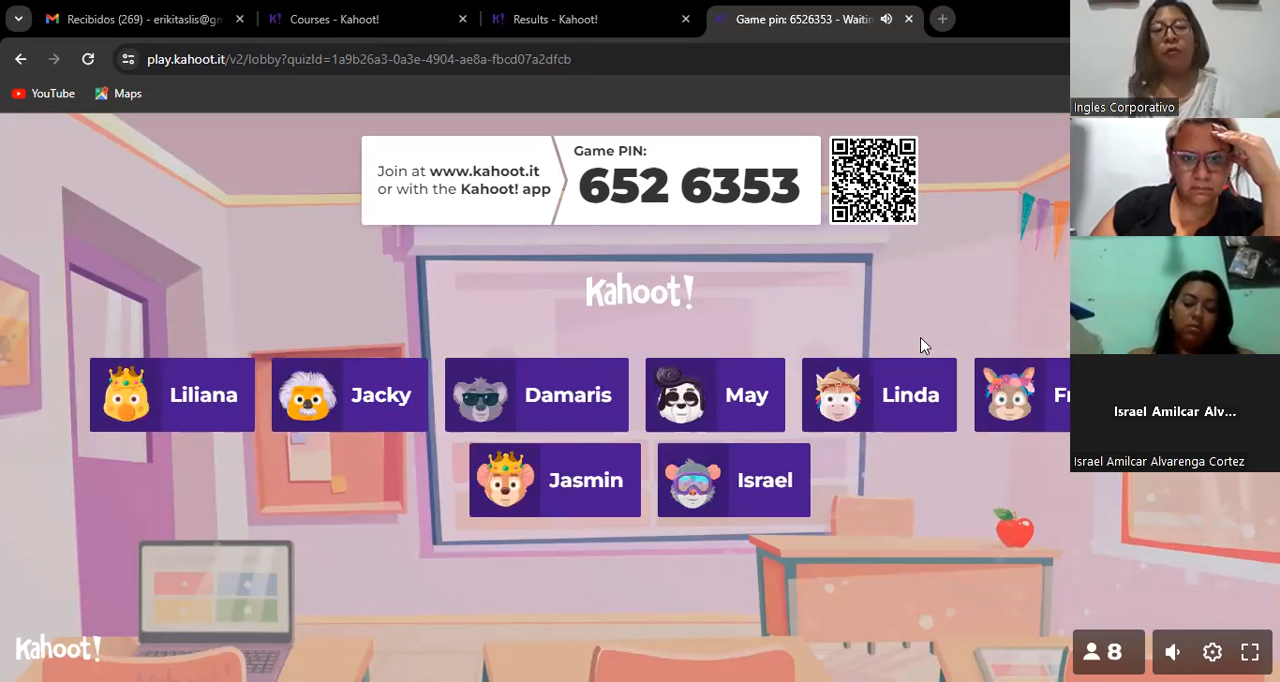 Recibidos (269) - erikitaslis@gm
Courses - Kahoot!
Results - Kahoot!
Game pin: 6526353 - Waitin
play.kahoot.it/v2/lobby?quizId=1a9b26a3-0a3e-4904-ae8a-fbcd07a2dfcb
YouTube
Maps
Join at www.kahoot.it
or with the Kahoot! app
Game PIN:
652 6353
Kahoot!
Liliana
Jacky
Damaris
May
Linda
Jasmin
Israel
Kahoot!
8
Ingles Corporativo
Israel Amilcar Alv...
Israel Amilcar Alvarenga Cortez